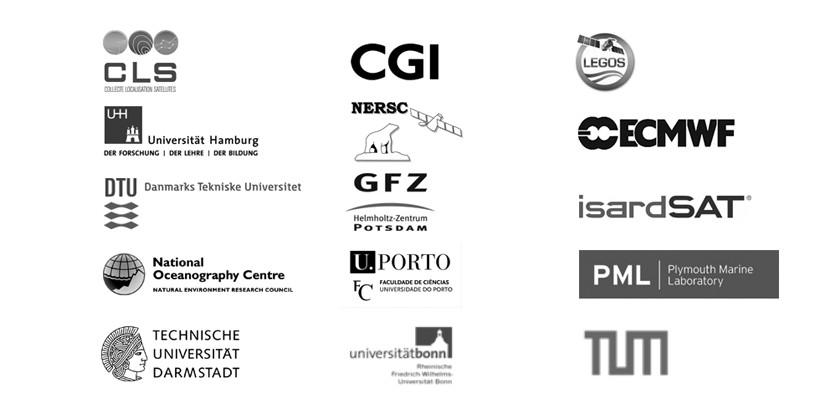 CLS
COLLECTE LOCALISATION SATELLITES
CGI
LEGOS
UH
Universität Hamburg
DER FORSCHUNG | DER LEHRE | DER BILDUNG
NERSC
ECMWF
DTU Danmarks Tekniske Universitet
GFZ
Helmholtz-Zentrum
POTSDAM
isardSAT®
National
Oceanography Centre
NATURAL ENVIRONMENT RESEARCH COUNCIL
U.PORTO
FC FACULDADE DE CIÊNCIAS
UNIVERSIDADE DO PORTO
PML | Plymouth Marine
Laboratory
TECHNISCHE
UNIVERSITÄT
DARMSTADT
universitätbonn
Rheinische
Friedrich-Wilhelms-
Universität Bonn
TUM